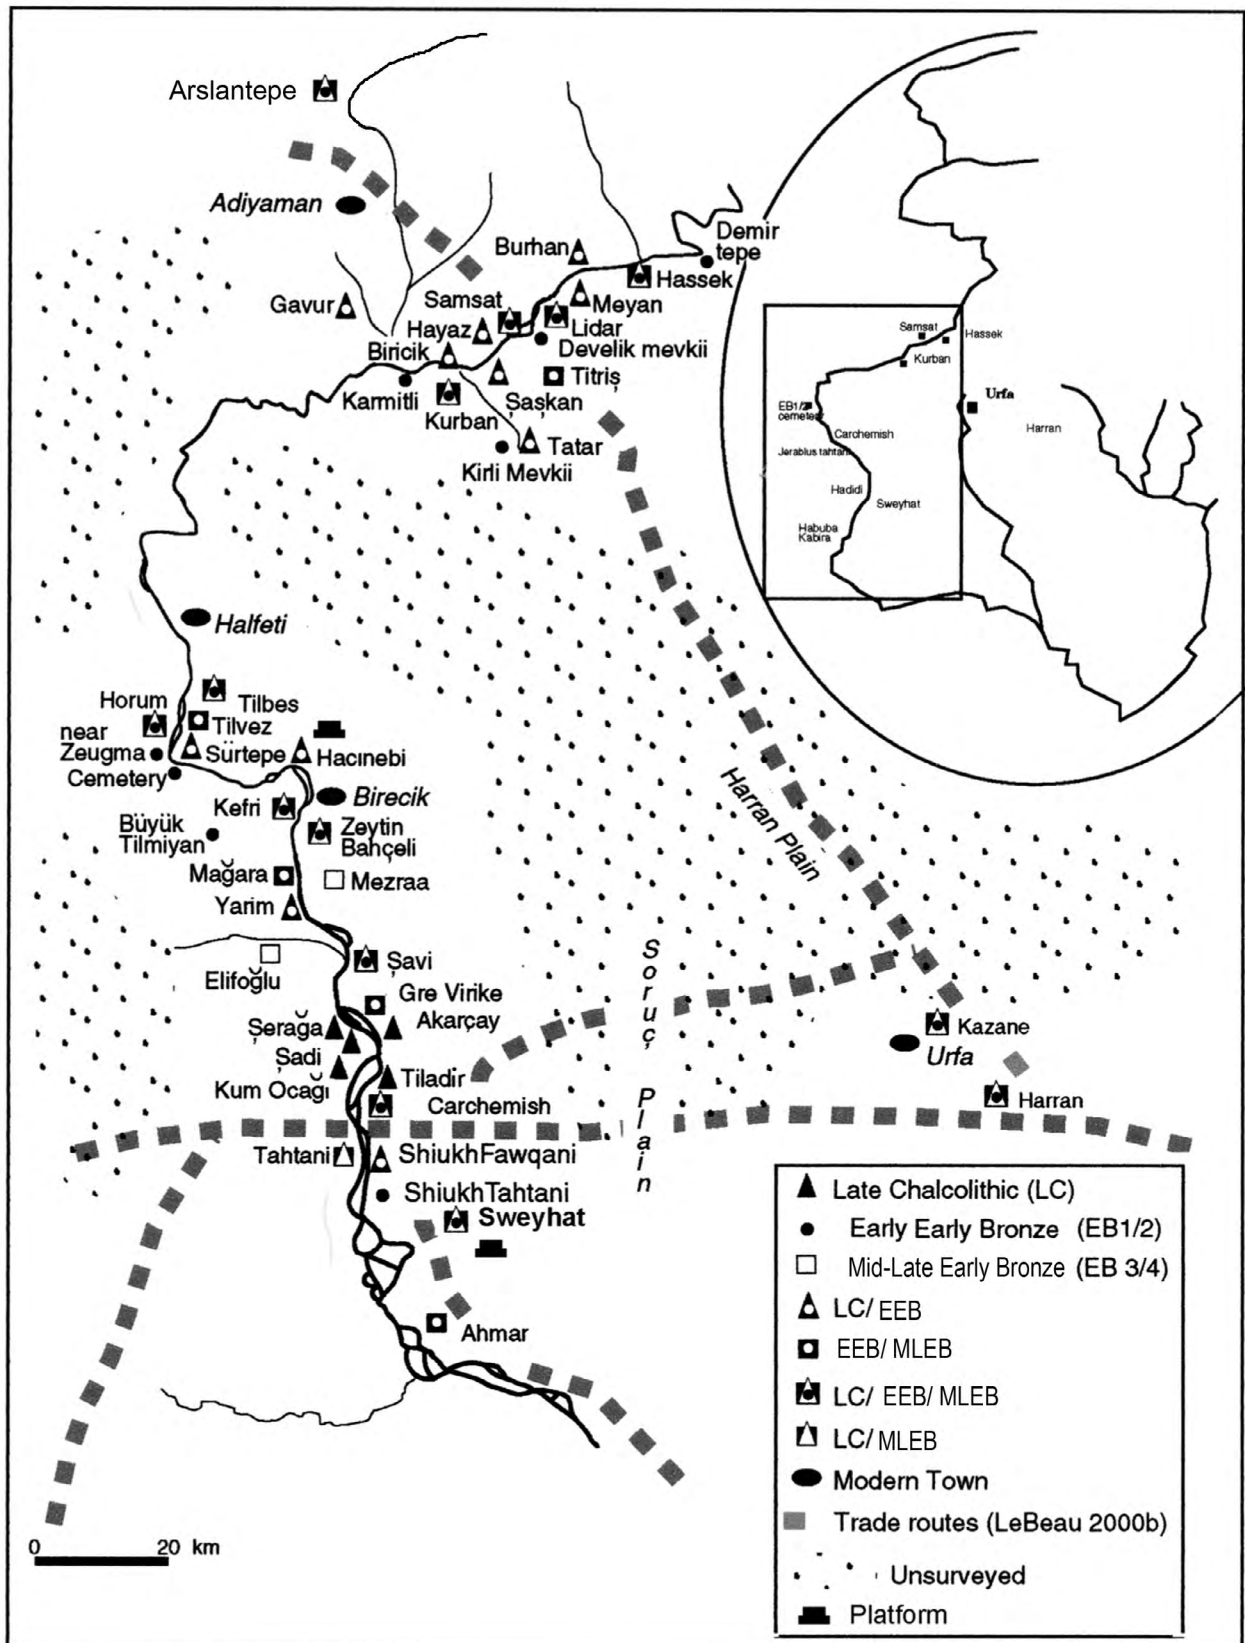 Arslantepe
Adiyaman
Burhan
Demir
tepe
Hassek
Gavur
Samsat
Meyan
Hayaz
Lidar
Develik mevkii
Biricik
Titriş
Karmitli
Kurban
Şaşkan
Tatar
Kirli Mevkii
Samsat
Hassek
Kurban
Urfa
EB1/2
cemetery
Carchemish
Harran
Jerablus tahtani
Hadidi
Sweyhat
Habuba
Kabira
Halfeti
Horum
Tilbes
near
Zeugma
Tilvez
Sürtepe
Hacınebi
Cemetery
Kefri
Birecik
Büyük
Tilmiyan
Zeytin
Bahçeli
Mağara
Mezraa
Yarim
Harran Plain
Elifoğlu
Şavi
Soruç Plain
Gre Virike
Akarçay
Şerağa
Şadi
Kum Ocağı
Tiladir
Carchemish
Kazane
Urfa
Harran
Tahtani
ShiukhFawqani
ShiukhTahtani
Sweyhat
Ahmar
Late Chalcolithic (LC)
Early Early Bronze (EB1/2)
Mid-Late Early Bronze (EB 3/4)
LC/ EEB
EEB/ MLEB
LC/ EEB/ MLEB
LC/ MLEB
Modern Town
Trade routes (LeBeau 2000b)
Unsurveyed
Platform
0 20 km